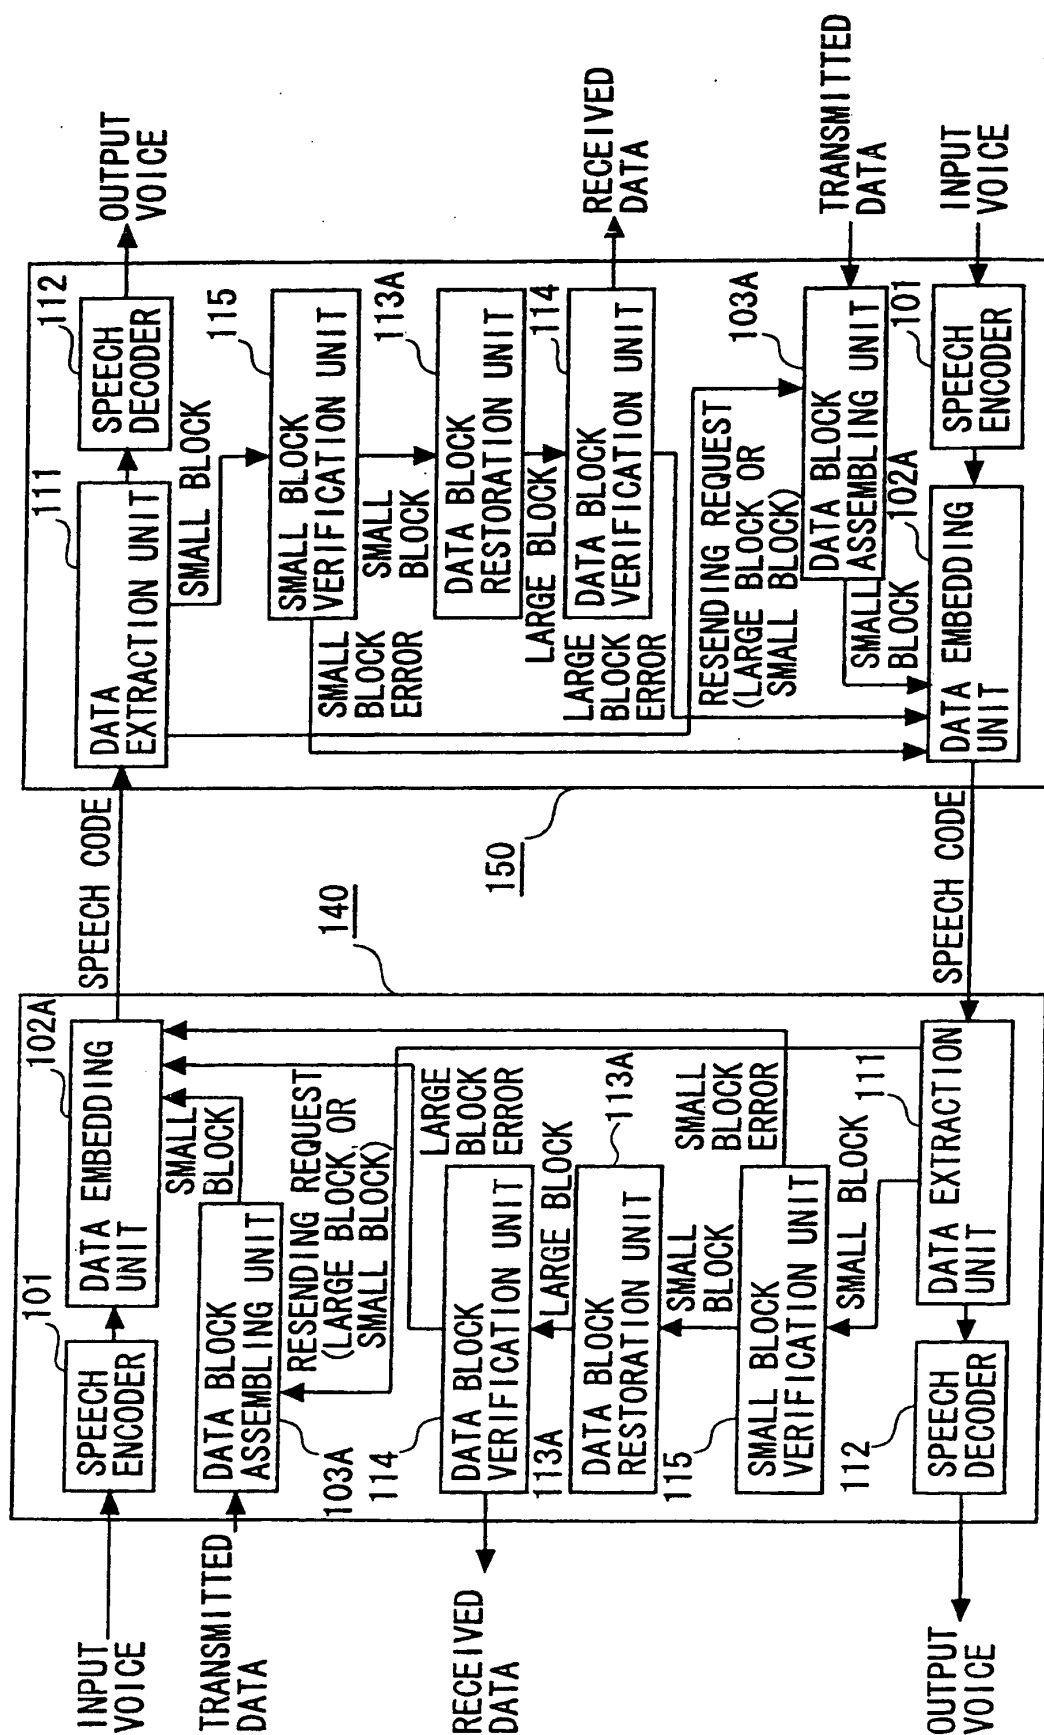 INPUT
VOICE
TRANSMITTED
DATA
RECEIVED
DATA
OUTPUT
VOICE
101
SPEECH
ENCODER
102A
DATA EMBEDDING
UNIT
SMALL
BLOCK
DATA BLOCK
ASSEMBLING UNIT
103A
RESENDING REQUEST
(LARGE BLOCK, OR
SMALL BLOCK)
114
DATA BLOCK
VERIFICATION UNIT
LARGE
BLOCK
ERROR
113A
LARGE BLOCK
DATA BLOCK
RESTORATION UNIT
113A
SMALL
BLOCK
115
SMALL BLOCK
VERIFICATION UNIT
SMALL
BLOCK
ERROR
SMALL BLOCK
111
DATA EXTRACTION
UNIT
112
SPEECH
DECODER
140
SPEECH CODE
SPEECH CODE
150
111
DATA
EXTRACTION UNIT
112
SPEECH
DECODER
SMALL BLOCK
115
SMALL BLOCK
VERIFICATION UNIT
SMALL
BLOCK
ERROR
SMALL
BLOCK
113A
DATA BLOCK
RESTORATION UNIT
LARGE BLOCK
114
DATA BLOCK
VERIFICATION UNIT
LARGE
BLOCK
ERROR
RESENDING REQUEST
(LARGE BLOCK OR
SMALL BLOCK)
103A
DATA BLOCK
ASSEMBLING UNIT
SMALL
BLOCK
102A
DATA EMBEDDING
UNIT
101
SPEECH
ENCODER
OUTPUT
VOICE
RECEIVED
DATA
TRANSMITTED
DATA
INPUT
VOICE